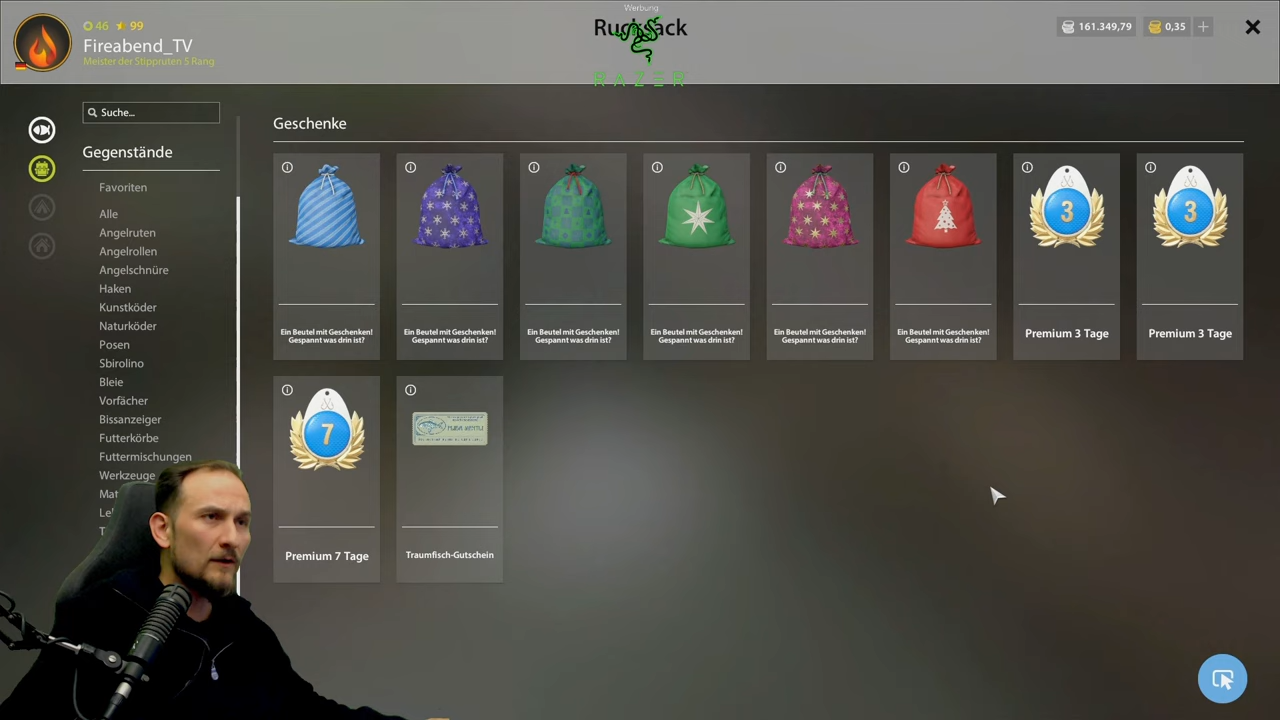 Werbung
Rucksack
RAZER
46 99
Fireabend_TV
Meister der Stippruten 5 Rang
161.349,79
0,35
Suche...
Gegenstände
Favoriten
Alle
Angelruten
Angelrollen
Angelschnüre
Haken
Kunstköder
Naturköder
Posen
Sbirolino
Bleie
Vorfächer
Bissanzeiger
Futterkörbe
Futtermischungen
Werkzeuge
Geschenke
Ein Beutel mit Geschenken!
Gespannt was drin ist?
Ein Beutel mit Geschenken!
Gespannt was drin ist?
Ein Beutel mit Geschenken!
Gespannt was drin ist?
Ein Beutel mit Geschenken!
Gespannt was drin ist?
Ein Beutel mit Geschenken!
Gespannt was drin ist?
Ein Beutel mit Geschenken!
Gespannt was drin ist?
3
Premium 3 Tage
3
Premium 3 Tage
7
Premium 7 Tage
Traumfisch-Gutschein